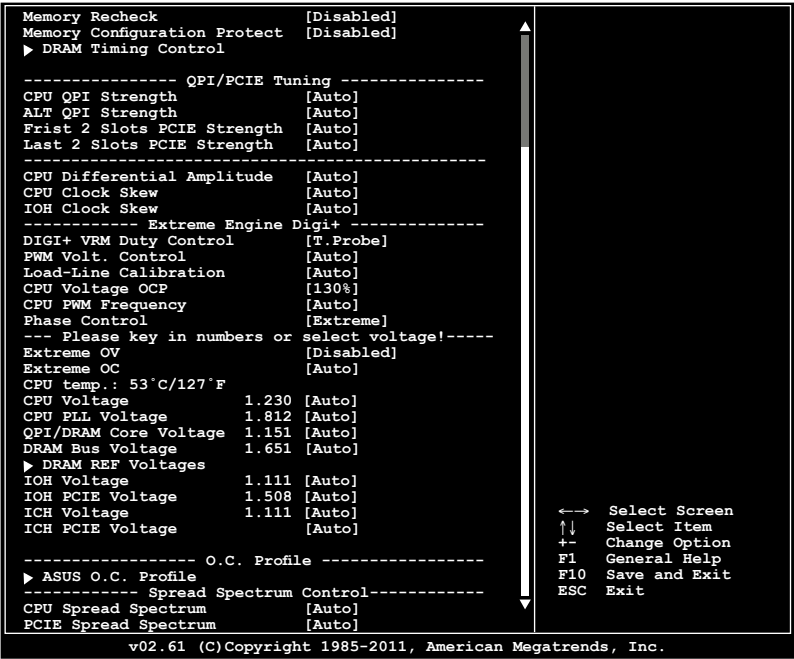 Memory Recheck [Disabled]
Memory Configuration Protect [Disabled]
▶ DRAM Timing Control
---------------- QPI/PCIE Tuning ---------------
CPU QPI Strength [Auto]
ALT QPI Strength [Auto]
Frist 2 Slots PCIE Strength [Auto]
Last 2 Slots PCIE Strength [Auto]
------------------------------------------------
CPU Differential Amplitude [Auto]
CPU Clock Skew [Auto]
IOH Clock Skew [Auto]
------------ Extreme Engine Digi+ --------------
DIGI+ VRM Duty Control [T.Probe]
PWM Volt. Control [Auto]
Load-Line Calibration [Auto]
CPU Voltage OCP [130%]
CPU PWM Frequency [Auto]
Phase Control [Extreme]
--- Please key in numbers or select voltage!-----
Extreme OV [Disabled]
Extreme OC [Auto]
CPU temp.: 53˚C/127˚F
CPU Voltage 1.230 [Auto]
CPU PLL Voltage 1.812 [Auto]
QPI/DRAM Core Voltage 1.151 [Auto]
DRAM Bus Voltage 1.651 [Auto]
▶ DRAM REF Voltages
IOH Voltage 1.111 [Auto]
IOH PCIE Voltage 1.508 [Auto]
ICH Voltage 1.111 [Auto]
ICH PCIE Voltage [Auto]
------------------ O.C. Profile -----------------
▶ ASUS O.C. Profile
------------ Spread Spectrum Control------------
CPU Spread Spectrum [Auto]
PCIE Spread Spectrum [Auto]
←→ Select Screen
↑↓ Select Item
+- Change Option
F1 General Help
F10 Save and Exit
ESC Exit
v02.61 (C)Copyright 1985-2011, American Megatrends, Inc.